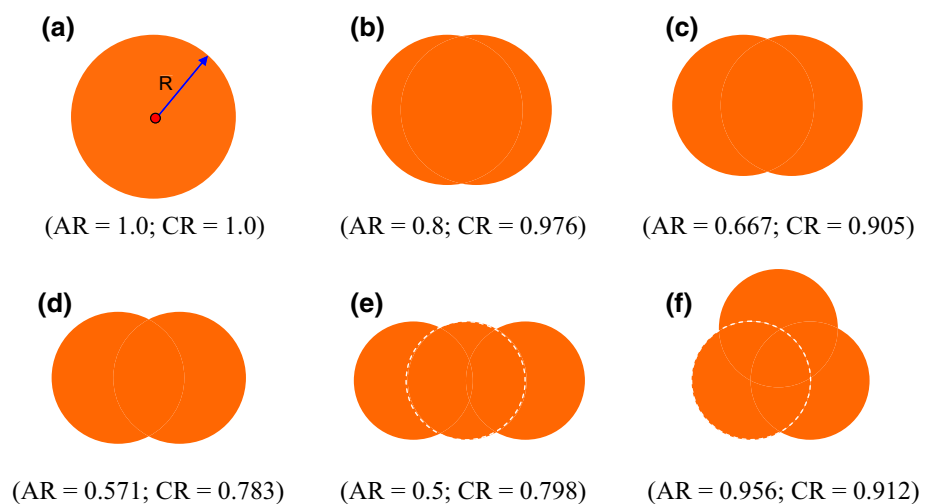 (a) (b) (c)
R
(AR = 1.0; CR = 1.0) (AR = 0.8; CR = 0.976) (AR = 0.667; CR = 0.905)
(d) (e) (f)
(AR = 0.571; CR = 0.783) (AR = 0.5; CR = 0.798) (AR = 0.956; CR = 0.912)